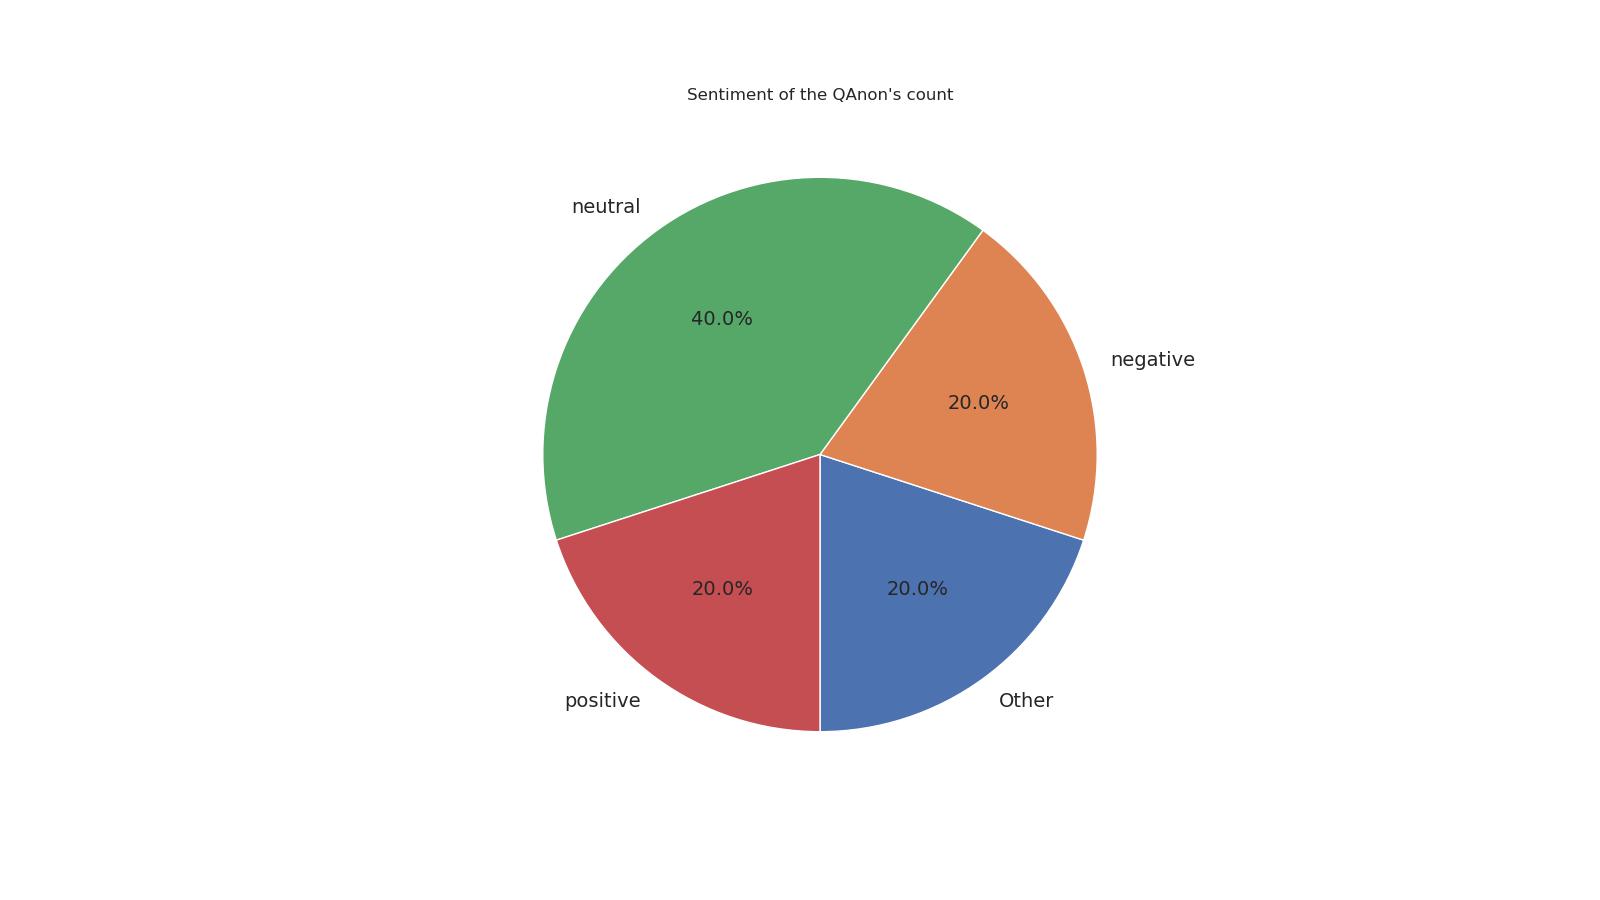 Sentiment of the QAnon's count
neutral
40.0%
negative
20.0%
20.0%
20.0%
positive
Other